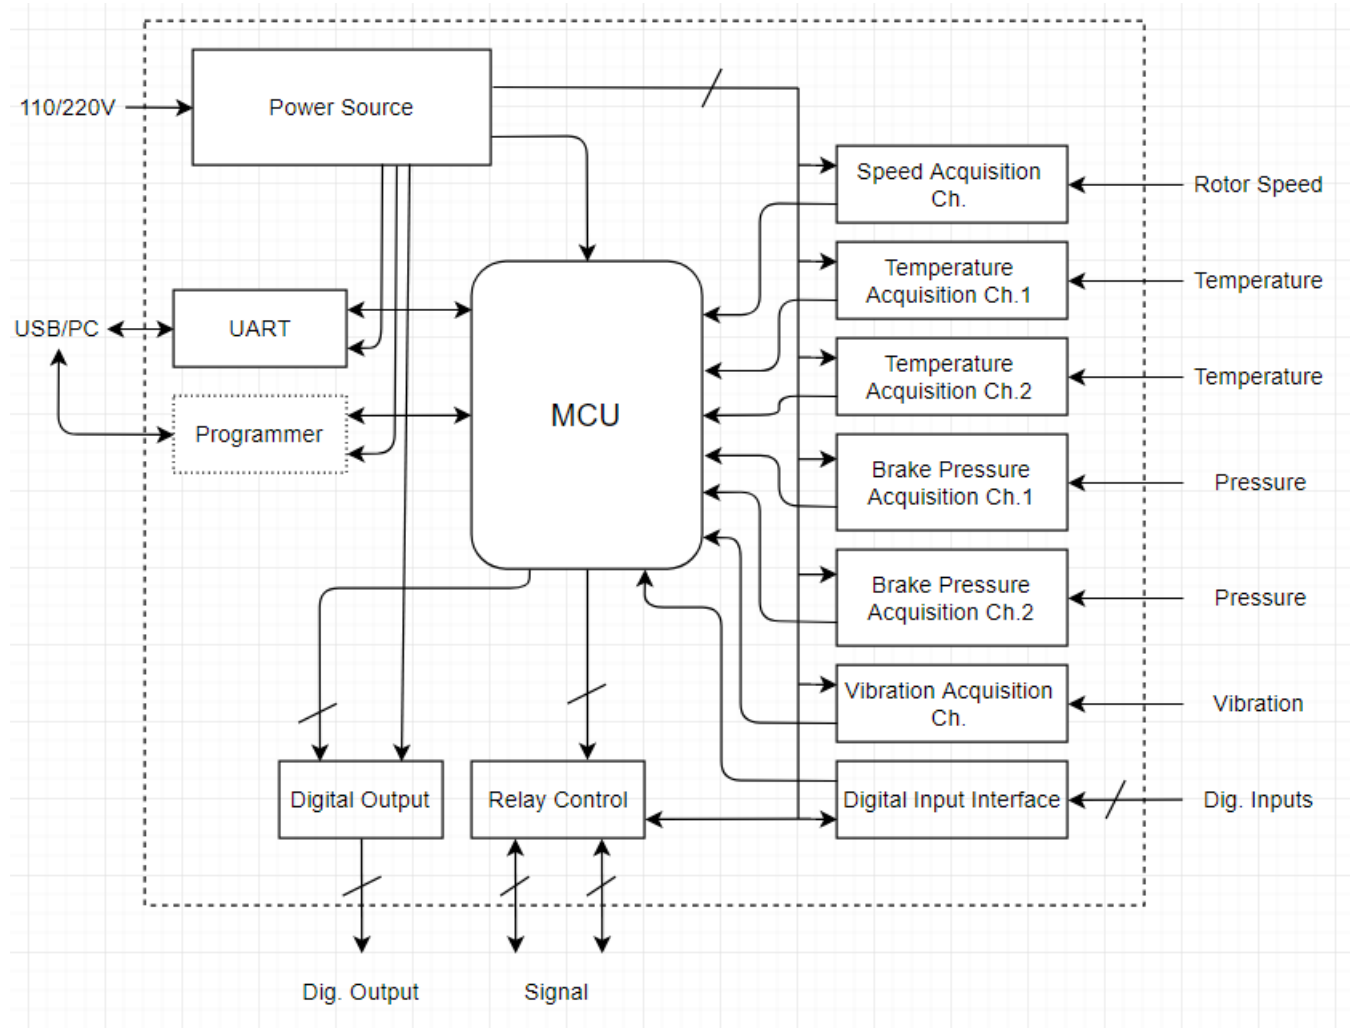 110/220V
Power Source
Speed Acquisition
Ch.
Rotor Speed
Temperature
Acquisition Ch.1
Temperature
USB/PC
UART
Temperature
Acquisition Ch.2
Temperature
MCU
Programmer
Brake Pressure
Acquisition Ch.1
Pressure
Brake Pressure
Acquisition Ch.2
Pressure
Vibration Acquisition
Ch.
Vibration
Digital Output
Relay Control
Digital Input Interface
Dig. Inputs
Dig. Output
Signal